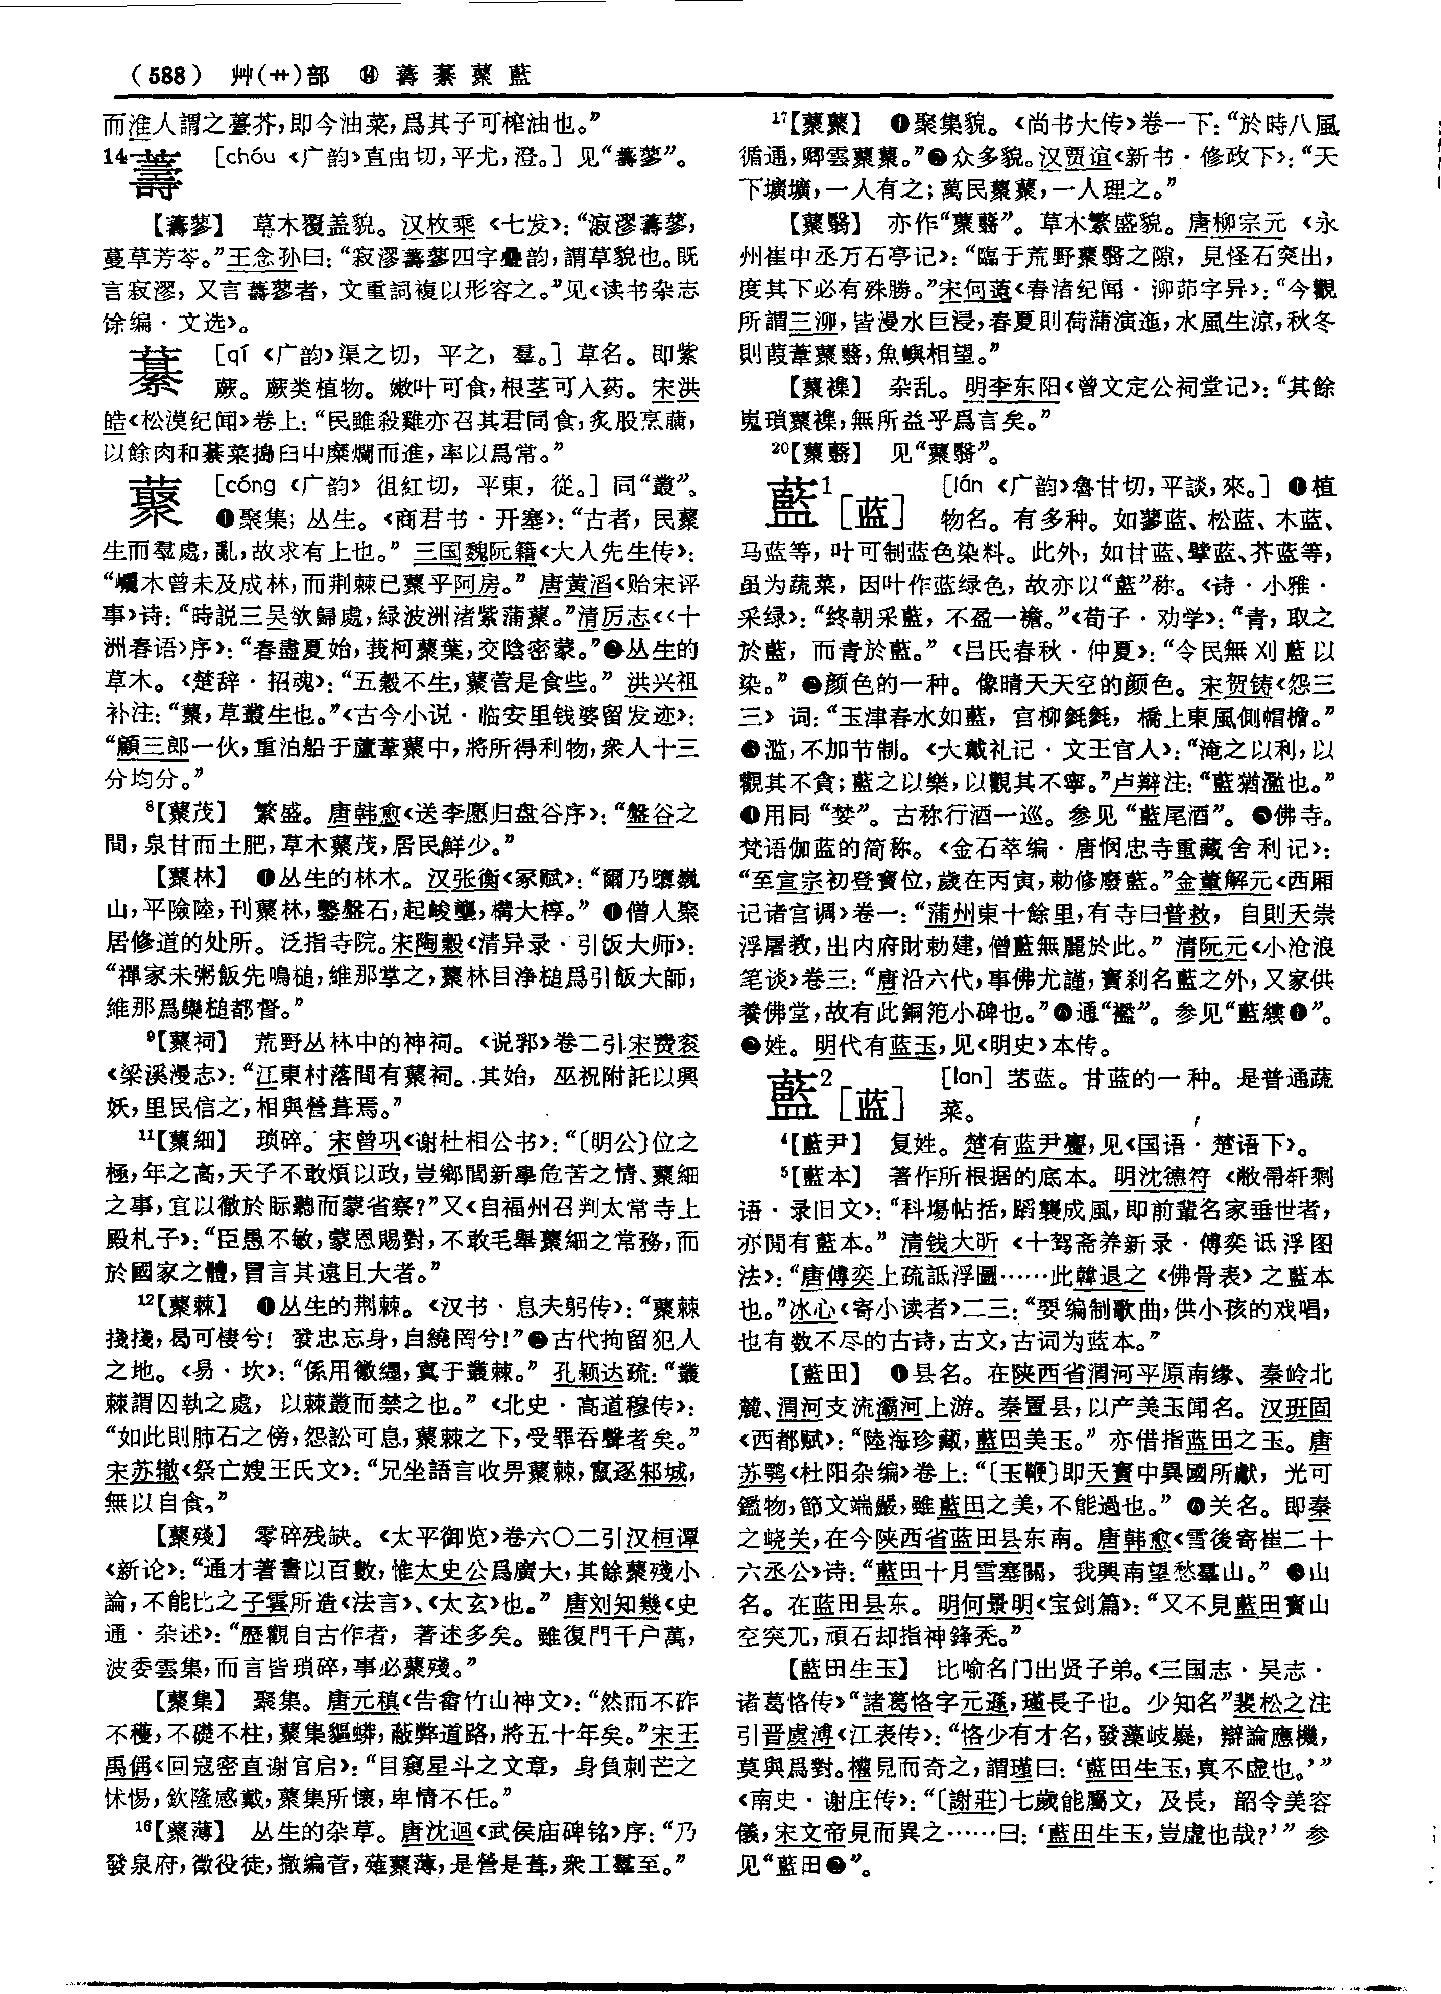 （588） 艸(艹)部 ⑭ 薵綦藂藍
而淮人謂之薹芥，即今油菜，爲其子可榨油也。”
14薵 ［chóu《广韵》直由切，平尤，澄。］见“薵蓼”。
【薵蓼】 草木覆盖貌。汉枚乘《七发》：“漃漻薵蓼，
蔓草芳苓。”王念孙曰：“寂漻薵蓼四字疊韵，謂草貌也。既
言寂漻，又言薵蓼者，文重詞複以形容之。”见《读书杂志
馀编·文选》。
［qí《广韵》渠之切，平之，羣。］草名。即紫
蕨。蕨类植物。嫩叶可食，根茎可入药。宋洪
皓《松漠纪闻》卷上：“民雖殺雞亦召其君同食，炙股烹脯，
以餘肉和藄菜搗臼中糜爛而進，率以爲常。”
藂 ［cóng《广韵》徂紅切，平東，從。］同“叢”。
❶聚集；丛生。《商君书·开塞》：“古者，民藂
生而羣處，亂，故求有上也。”三国魏阮籍《大人先生传》：
“木曾未及成林，而荆棘已藂乎阿房。”唐黄滔《贻宋评
事》诗：“時説三吴欲歸處，緑波洲渚紫蒲藂。”清厉志《〈十
洲春语〉序》：“春盡夏始，莪柯藂葉，交陰密蒙。”❷丛生的
草木。《楚辞·招魂》：“五穀不生，藂菅是食些。”洪兴祖
补注：“藂，草叢生也。”《古今小说·临安里钱婆留发迹》：
“顧三郎一伙，重泊船于蘆葦藂中，將所得利物，衆人十三
分均分。”
8【藂茂】 繁盛。唐韩愈《送李愿归盘谷序》：“盤谷之
間，泉甘而土肥，草木藂茂，居民鮮少。”
【藂林】 ❶丛生的林木。汉张衡《冢赋》：“爾乃隳巍
山，平險陸，刊藂林，鑿盤石，起峻壟，構大椁。”❷僧人聚
居修道的处所。泛指寺院。宋陶穀《清异录·引饭大师》：
“禪家未粥飯先鳴槌，維那掌之，藂林目浄槌爲引飯大師，
維那爲樂槌都督。”
9【藂祠】 荒野丛林中的神祠。《说郛》卷二引宋费衮
《梁溪漫志》：“江東村落間有藂祠。其始，巫祝附託以興
妖，里民信之，相與營葺焉。”
11【藂細】 琐碎。宋曾巩《谢杜相公书》：“〔明公〕位之
極，年之高，天子不敢煩以政，豈鄉閭新學危苦之情、藂細
之事，宜以徹於眎聽而蒙省察？”又《自福州召判太常寺上
殿札子》：“臣愚不敏，蒙恩賜對，不敢毛舉藂細之常務，而
於國家之體，冒言其遠且大者。”
12【藂棘】 ❶丛生的荆棘。《汉书·息夫躬传》：“藂棘
㦮㦮，曷可棲兮！發忠忘身，自繞罔兮！”❷古代拘留犯人
之地。《易·坎》：“係用徽纆，寘于叢棘。”孔颖达疏：“叢
棘謂囚執之處，以棘叢而禁之也。”《北史·高道穆传》：
“如此則肺石之傍，怨訟可息，藂棘之下，受罪吞聲者矣。”
宋苏辙《祭亡嫂王氏文》：“兄坐語言收畀藂棘，竄逐邾城，
無以自食。”
【藂殘】 零碎残缺。《太平御览》卷六〇二引汉桓谭
《新论》：“通才著書以百數，惟太史公爲廣大，其餘藂殘小
論，不能比之子雲所造《法言》、《太玄》也。”唐刘知幾《史
通·杂述》：“歷觀自古作者，著述多矣。雖復門千户萬，
波委雲集，而言皆瑣碎，事必藂殘。”
【藂集】 聚集。唐元稹《告畬竹山神文》：“然而不斫
不穫，不礎不柱，藂集貙蟒，蔽弊道路，將五十年矣。”宋王
禹偁《回寇密直谢官启》：“目窺星斗之文章，身負刺芒之
怵惕，欽隆感戴，藂集所懷，卑情不任。”
16【藂薄】 丛生的杂草。唐沈迥《武侯庙碑铭》序：“乃
發泉府，徵役徒，撤編菅，薙藂薄，是營是葺，衆工羣至。”
17【藂藂】 ❶聚集貌。《尚书大传》卷一下：“於時八風
循通，卿雲藂藂。”❷众多貌。汉贾谊《新书·修政下》：“天
下壙壙，一人有之；萬民藂藂，一人理之。”
【藂翳】 亦作“藂蘙”。草木繁盛貌。唐柳宗元《永
州崔中丞万石亭记》：“臨于荒野藂翳之隙，見怪石突出，
度其下必有殊勝。”宋何薳《春渚纪闻·泖茆字异》：“今觀
所謂三泖，皆漫水巨浸，春夏則荷蒲演迤，水風生涼，秋冬
則葭葦藂蘙，魚嶼相望。”
【藂襍】 杂乱。明李东阳《曾文定公祠堂记》：“其餘
嵬瑣藂襍，無所益乎爲言矣。”
20【藂蘙】 见“藂翳”。
藍1［蓝］ ［lán《广韵》魯甘切，平談，來。］❶植
物名。有多种。如蓼蓝、松蓝、木蓝、
马蓝等，叶可制蓝色染料。此外，如甘蓝、擘蓝、芥蓝等，
虽为蔬菜，因叶作蓝绿色，故亦以“藍”称。《诗·小雅·
采绿》：“终朝采藍，不盈一襜。”《荀子·劝学》：“青，取之
於藍，而青於藍。”《吕氏春秋·仲夏》：“令民無刈藍以
染。”❷颜色的一种。像晴天天空的颜色。宋贺铸《怨三
三》词：“玉津春水如藍，宫柳毿毿，橋上東風側帽檐。”
❸滥，不加节制。《大戴礼记·文王官人》：“淹之以利，以
觀其不貪；藍之以樂，以觀其不寧。”卢辩注：“藍猶濫也。”
❹用同“婪”。古称行酒一巡。参见“藍尾酒”。❺佛寺。
梵语伽蓝的简称。《金石萃编·唐悯忠寺重藏舍利记》：
“至宣宗初登寳位，歲在丙寅，勅修廢藍。”金董解元《西厢
记诸宫调》卷一：“蒲州東十餘里，有寺曰普救，自則天崇
浮屠教，出内府財勅建，僧藍無麗於此。”清阮元《小沧浪
笔谈》卷三：“唐沿六代，事佛尤謹，寳刹名藍之外，又家供
養佛堂，故有此銅笵小碑也。”❻通“襤”。参见“藍縷❶”。
❼姓。明代有蓝玉，见《明史》本传。
藍2［蓝］ ［lan］苤蓝。甘蓝的一种。是普通蔬
菜。
4【藍尹】 复姓。楚有蓝尹亹，见《国语·楚语下》。
5【藍本】 著作所根据的底本。明沈德符《敝帚轩剩
语·录旧文》：“科場帖括，蹈襲成風，即前輩名家垂世者，
亦閒有藍本。”清钱大昕《十驾斋养新录·傅奕诋浮图
法》：“唐傅奕上疏詆浮圖……此韓退之《佛骨表》之藍本
也。”冰心《寄小读者》二三：“要编制歌曲，供小孩的戏唱，
也有数不尽的古诗，古文，古词为蓝本。”
【藍田】 ❶县名。在陕西省渭河平原南缘、秦岭北
麓、渭河支流灞河上游。秦置县，以产美玉闻名。汉班固
《西都赋》：“陸海珍藏，藍田美玉。”亦借指蓝田之玉。唐
苏鹗《杜阳杂编》卷上：“〔玉鞭〕即天寳中異國所獻，光可
鑑物，節文端嚴，雖藍田之美，不能過也。”❷关名。即秦
之峣关，在今陕西省蓝田县东南。唐韩愈《雪後寄崔二十
六丞公》诗：“藍田十月雪塞關，我興南望愁羣山。”❸山
名。在蓝田县东。明何景明《宝剑篇》：“又不見藍田寳山
空突兀，頑石却指神鋒秃。”
【藍田生玉】 比喻名门出贤子弟。《三国志·吴志·
诸葛恪传》“諸葛恪字元遜，瑾長子也。少知名”裴松之注
引晋虞溥《江表传》：“恪少有才名，發藻岐嶷，辯論應機，
莫與爲對。權見而奇之，謂瑾曰：‘藍田生玉，真不虚也。’”
《南史·谢庄传》：“〔謝莊〕七歲能屬文，及長，韶令美容
儀，宋文帝見而異之……曰：‘藍田生玉，豈虚也哉？’”参
见“藍田❷”。